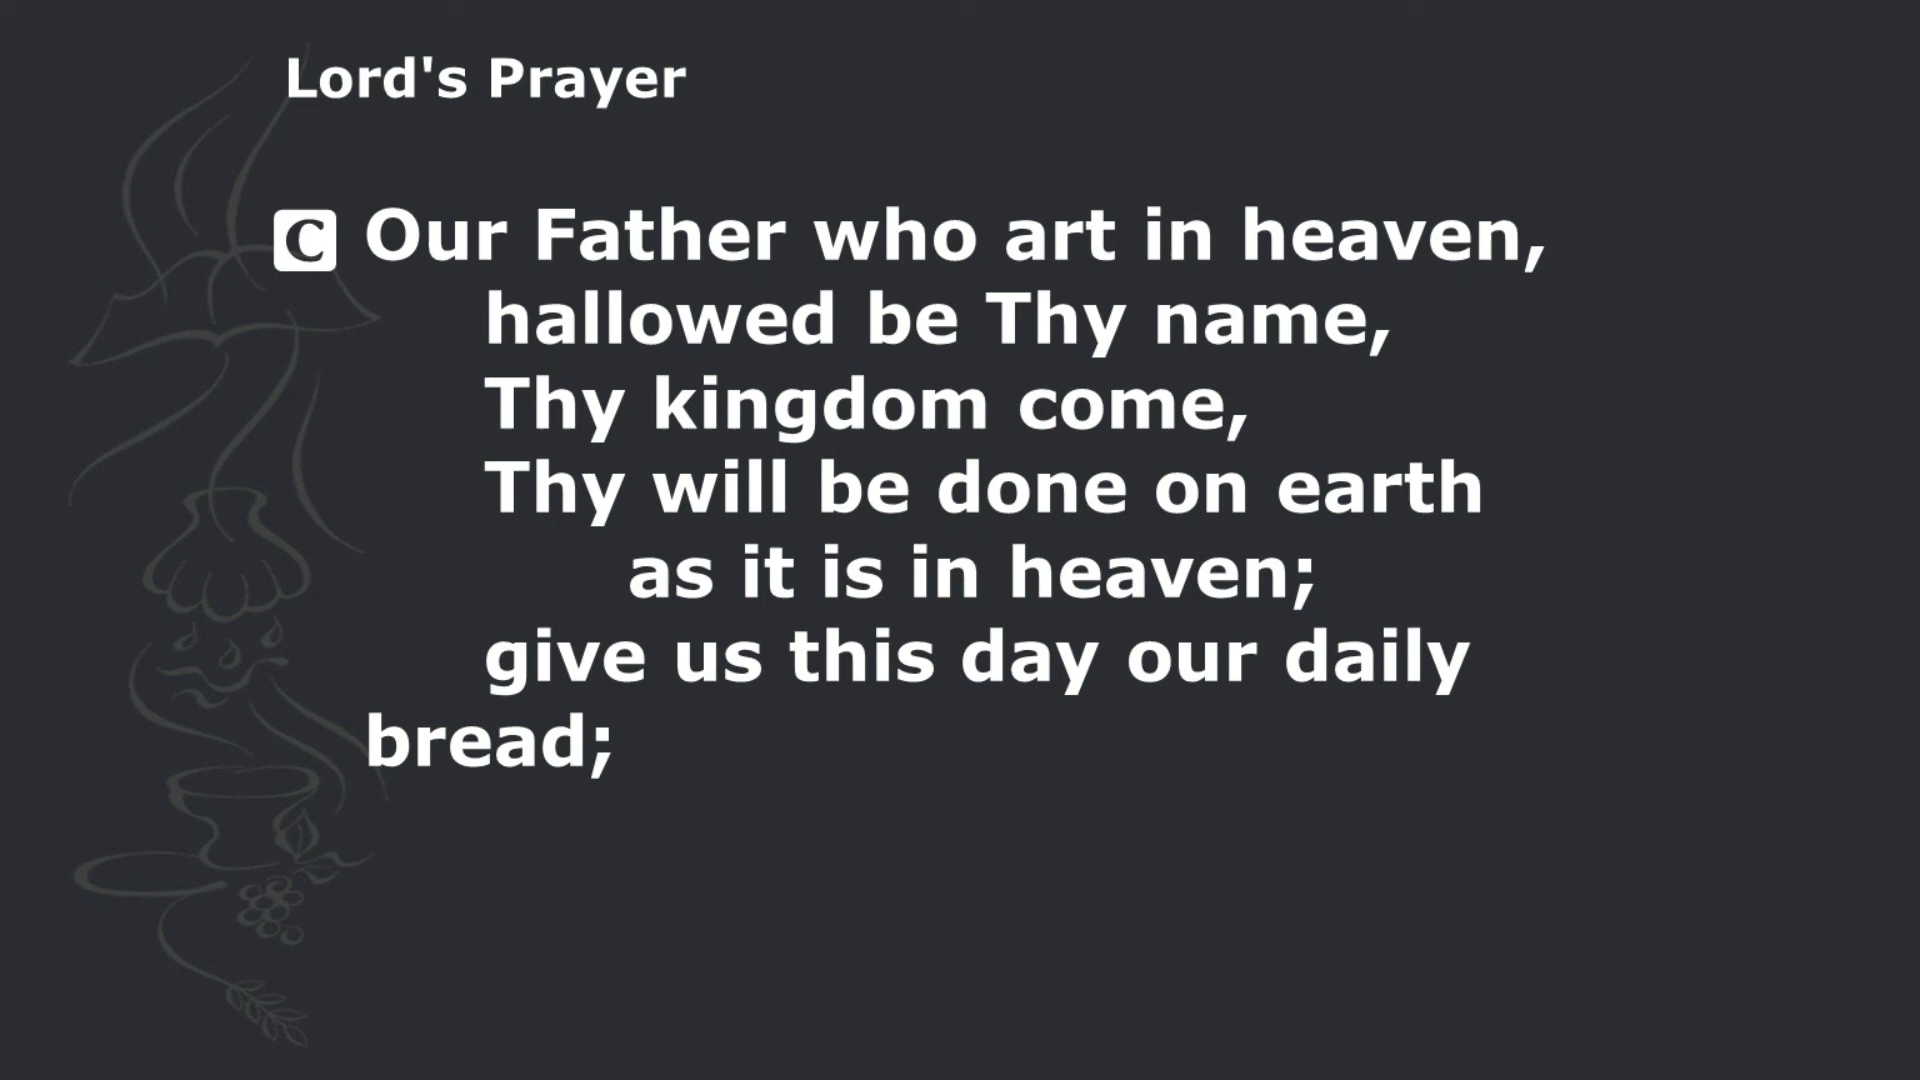 Lord's Prayer
C Our Father who art in heaven,
hallowed be Thy name,
Thy kingdom come,
Thy will be done on earth
as it is in heaven;
give us this day our daily
bread;